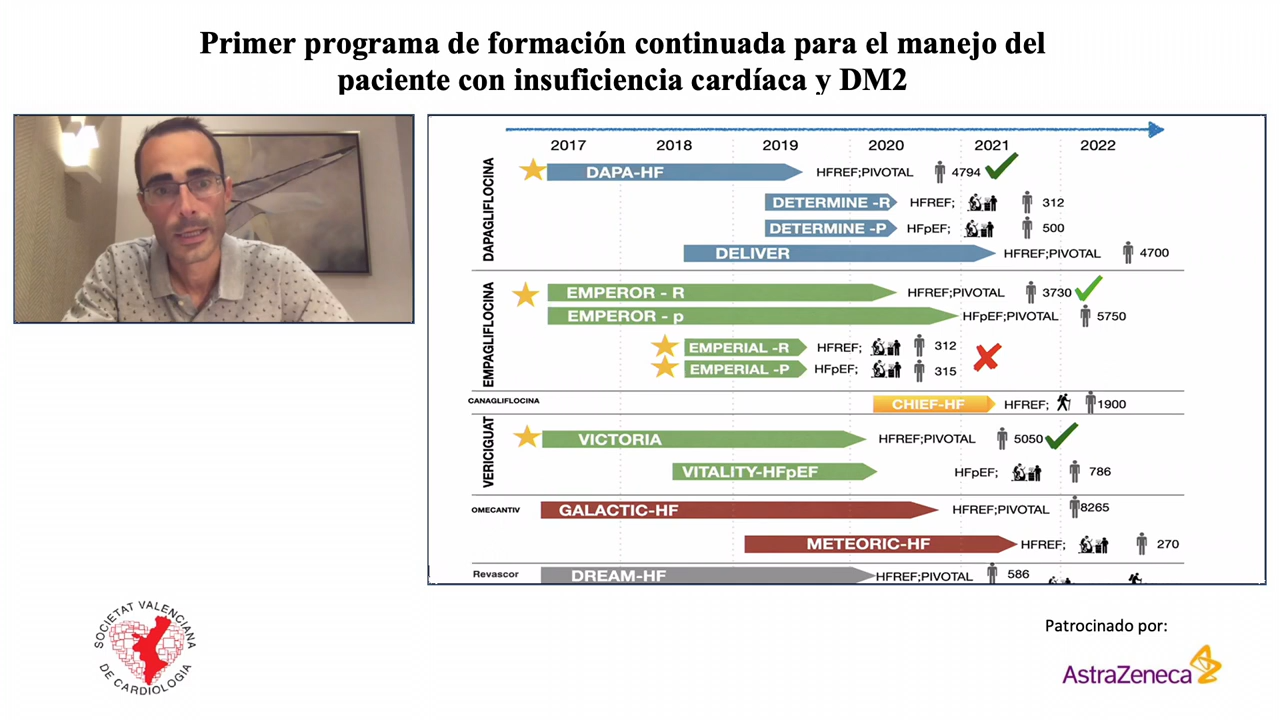 Primer programa de formación continuada para el manejo del
paciente con insuficiencia cardíaca y DM2
2017 2018 2019 2020 2021 2022
DAPAGLIFLOCINA
DAPA-HF HFREF;PIVOTAL 4794
DETERMINE -R HFREF; 312
DETERMINE -P HFpEF; 500
DELIVER HFREF;PIVOTAL 4700
EMPAGLIFLOCINA
EMPEROR - R HFREF;PIVOTAL 3730
EMPEROR - p HFpEF;PIVOTAL 5750
EMPERIAL -R HFREF; 312
EMPERIAL -P HFpEF; 315
CANAGLIFLOCINA CHIEF-HF HFREF; 1900
VERICIGUAT
VICTORIA HFREF;PIVOTAL 5050
VITALITY-HFpEF HFpEF; 786
OMECANTIV GALACTIC-HF HFREF;PIVOTAL 8265
METEORIC-HF HFREF; 270
Revascor DREAM-HF HFREF;PIVOTAL 586
SOCIETAT VALENCIANA
DE CARDIOLOGIA
Patrocinado por:
AstraZeneca